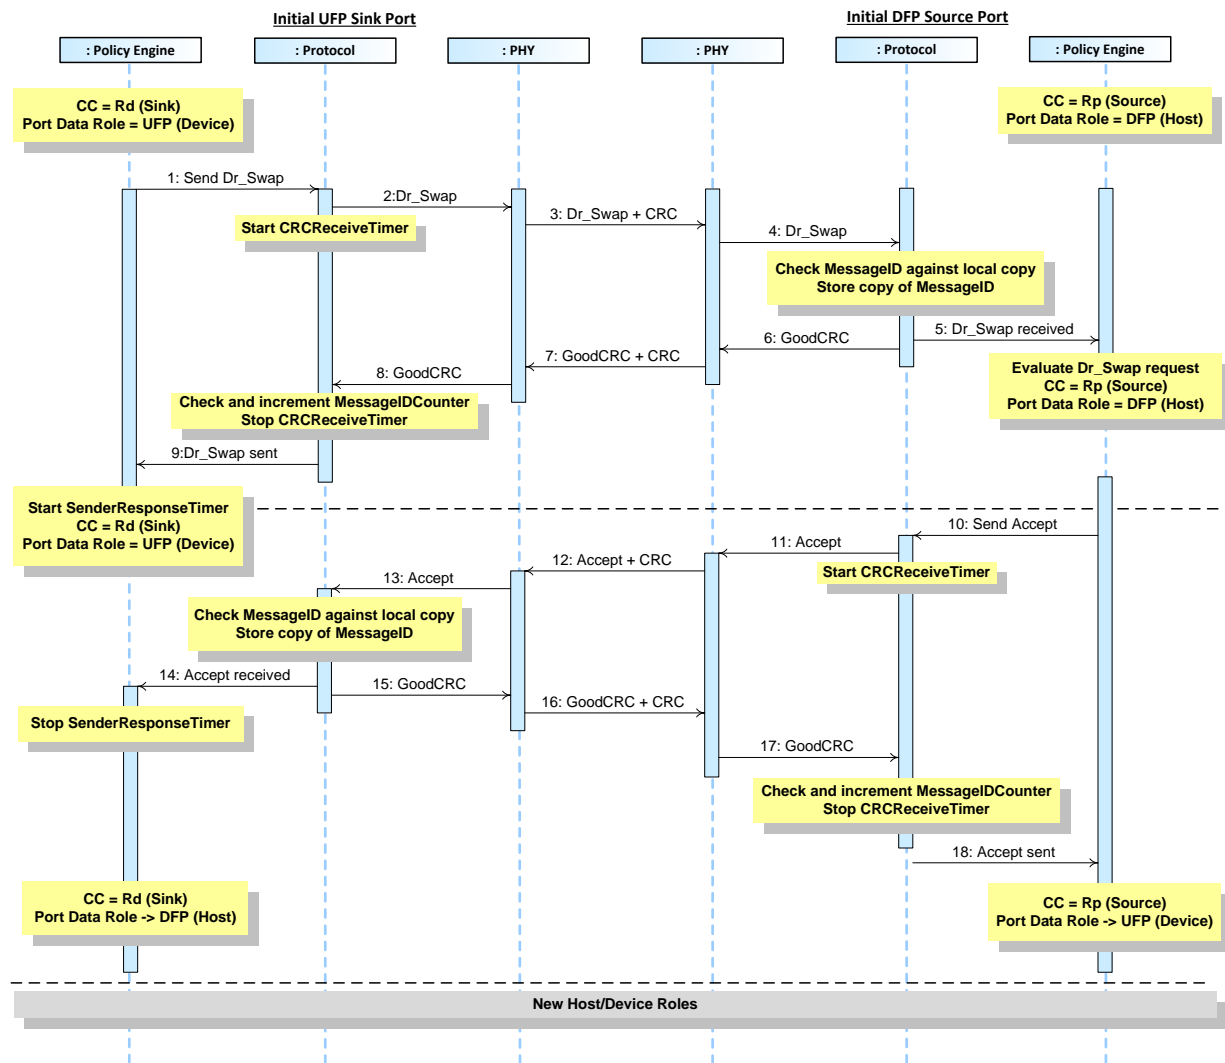 Initial UFP Sink Port
Initial DFP Source Port
: Policy Engine
: Protocol
: PHY
: PHY
: Protocol
: Policy Engine
CC = Rd (Sink)
Port Data Role = UFP (Device)
CC = Rp (Source)
Port Data Role = DFP (Host)
1: Send Dr_Swap
2:Dr_Swap
Start CRCReceiveTimer
3: Dr_Swap + CRC
4: Dr_Swap
Check MessageID against local copy
Store copy of MessageID
5: Dr_Swap received
6: GoodCRC
7: GoodCRC + CRC
8: GoodCRC
Evaluate Dr_Swap request
CC = Rp (Source)
Port Data Role = DFP (Host)
Check and increment MessageIDCounter
Stop CRCReceiveTimer
9:Dr_Swap sent
Start SenderResponseTimer
CC = Rd (Sink)
Port Data Role = UFP (Device)
10: Send Accept
11: Accept
Start CRCReceiveTimer
12: Accept + CRC
13: Accept
Check MessageID against local copy
Store copy of MessageID
14: Accept received
15: GoodCRC
Stop SenderResponseTimer
16: GoodCRC + CRC
17: GoodCRC
Check and increment MessageIDCounter
Stop CRCReceiveTimer
18: Accept sent
CC = Rd (Sink)
Port Data Role -> DFP (Host)
CC = Rp (Source)
Port Data Role -> UFP (Device)
New Host/Device Roles